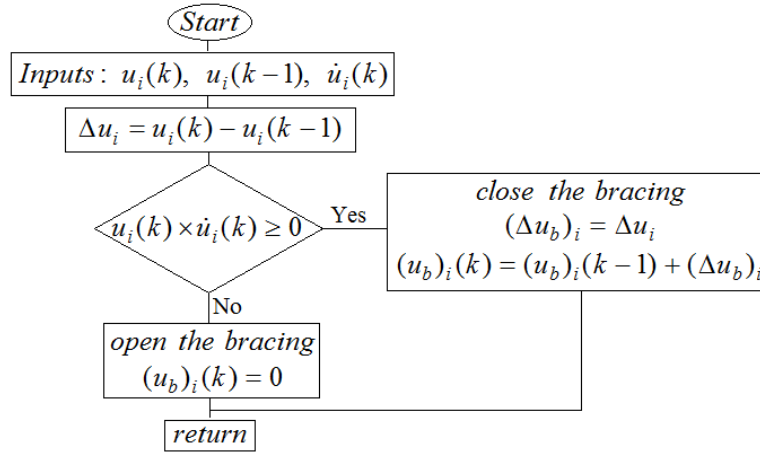 Start
Inputs: u_i(k), u_i(k−1), u̇_i(k)
Δu_i = u_i(k) − u_i(k−1)
u_i(k) × u̇_i(k) ≥ 0
Yes
close the bracing
(Δu_b)_i = Δu_i
(u_b)_i(k) = (u_b)_i(k−1) + (Δu_b)_i
No
open the bracing
(u_b)_i(k) = 0
return